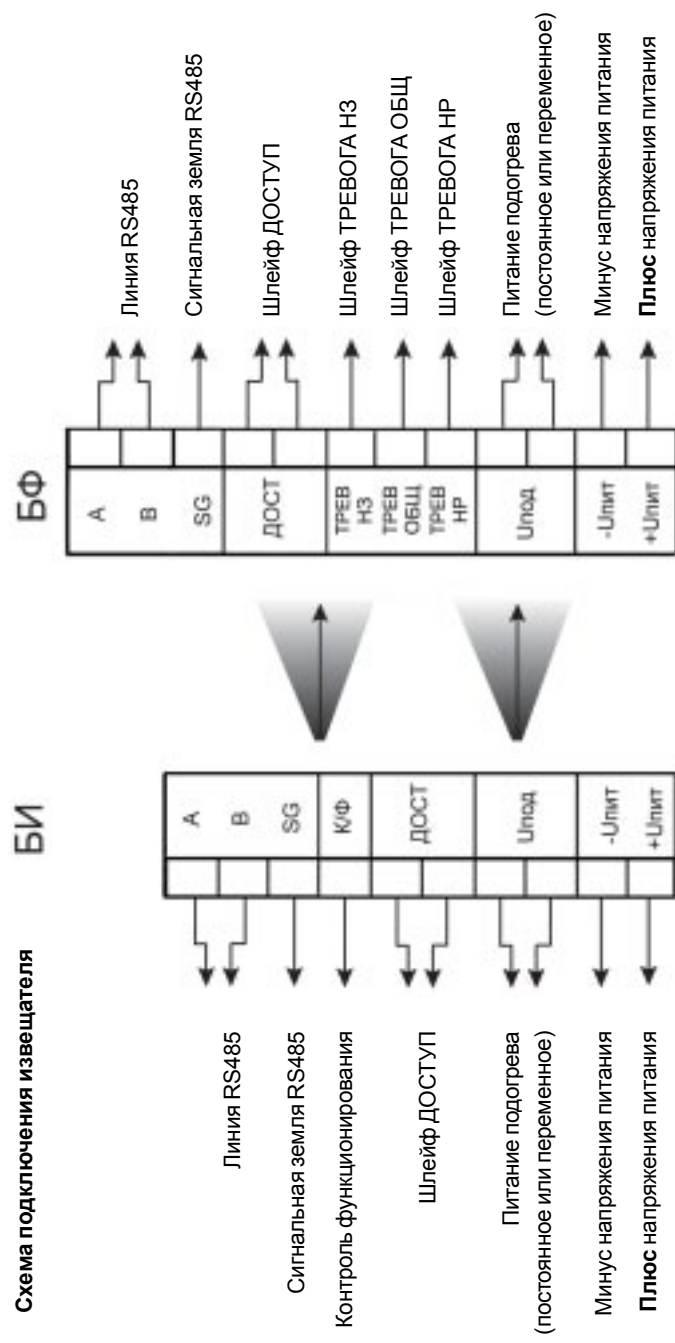 Схема подключения извещателя
БИ
БФ
Линия RS485
Сигнальная земля RS485
Контроль функционирования
Шлейф ДОСТУП
Питание подогрева
(постоянное или переменное)
Минус напряжения питания
Плюс напряжения питания
A
B
SG
К/Ф
ДОСТ
Uпод
-Uпит
+Uпит
A
B
SG
ДОСТ
ТРЕВ
НЗ
ТРЕВ
ОБЩ
ТРЕВ
НР
Uпод
-Uпит
+Uпит
Линия RS485
Сигнальная земля RS485
Шлейф ДОСТУП
Шлейф ТРЕВОГА НЗ
Шлейф ТРЕВОГА ОБЩ
Шлейф ТРЕВОГА НР
Питание подогрева
(постоянное или переменное)
Минус напряжения питания
Плюс напряжения питания